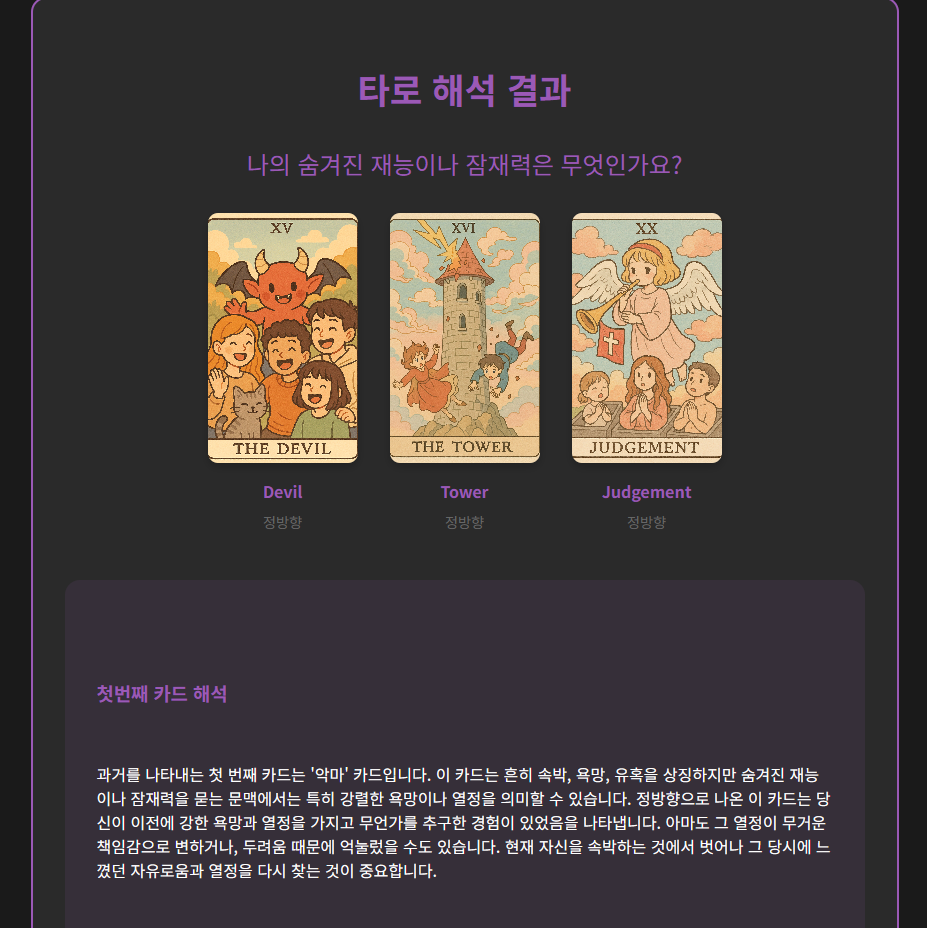 타로 해석 결과
나의 숨겨진 재능이나 잠재력은 무엇인가요?
XV
XVI
XX
THE DEVIL
THE TOWER
JUDGEMENT
Devil
Tower
Judgement
정방향
정방향
정방향
첫번째 카드 해석
과거를 나타내는 첫 번째 카드는 '악마' 카드입니다. 이 카드는 흔히 속박, 욕망, 유혹을 상징하지만 숨겨진 재능
이나 잠재력을 묻는 문맥에서는 특히 강렬한 욕망이나 열정을 의미할 수 있습니다. 정방향으로 나온 이 카드는 당
신이 이전에 강한 욕망과 열정을 가지고 무언가를 추구한 경험이 있었음을 나타냅니다. 아마도 그 열정이 무거운
책임감으로 변하거나, 두려움 때문에 억눌렸을 수도 있습니다. 현재 자신을 속박하는 것에서 벗어나 그 당시에 느
꼈던 자유로움과 열정을 다시 찾는 것이 중요합니다.